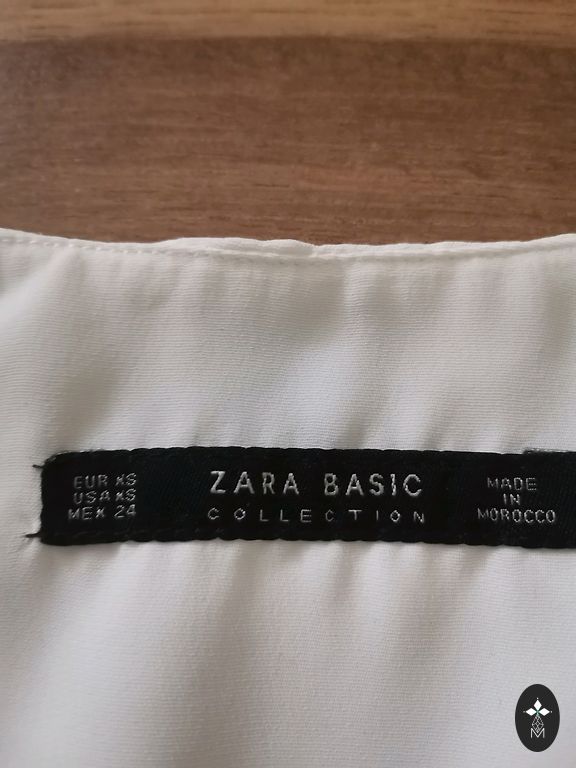 EUR XS
USA XS
MEX 24
ZARA BASIC
COLLECTION
MADE
IN
MOROCCO
M